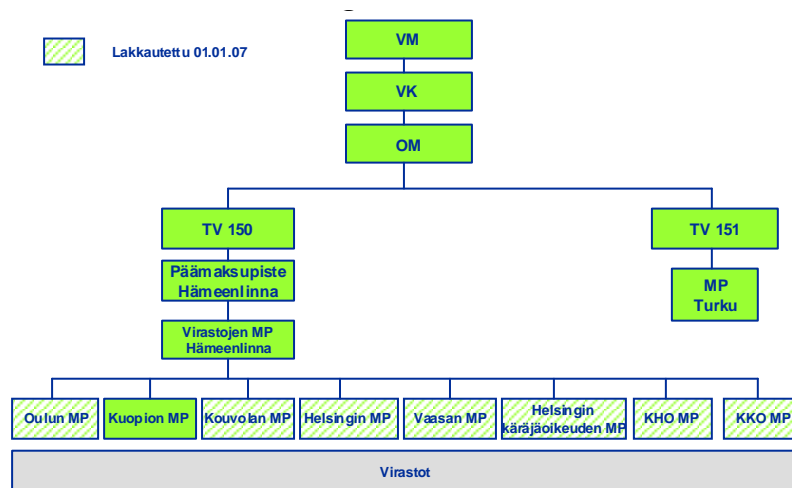 Lakkautettu 01.01.07
VM
VK
OM
TV 150
TV 151
Päämaksupiste
Hämeenlinna
MP
Turku
Virastojen MP
Hämeenlinna
Oulun MP
Kuopion MP
Kouvolan MP
Helsingin MP
Vaasan MP
Helsingin
käräjäoikeuden MP
KHO MP
KKO MP
Virastot